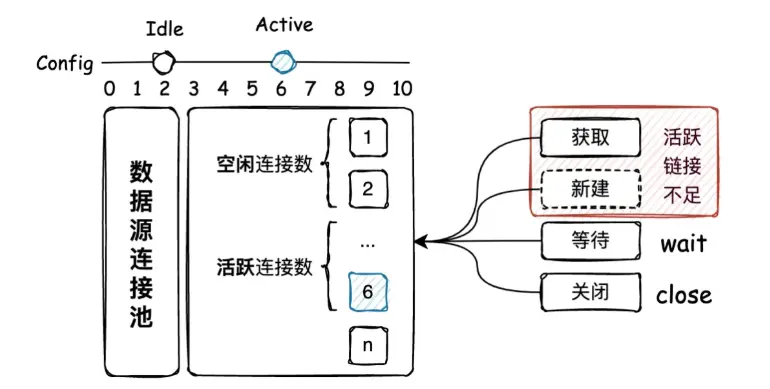 Idle
Active
Config
0 1 2 3 4 5 6 7 8 9 10
数据源连接池
空闲连接数
1
2
...
活跃连接数
6
n
获取
新建
活跃
链接
不足
等待 wait
关闭 close